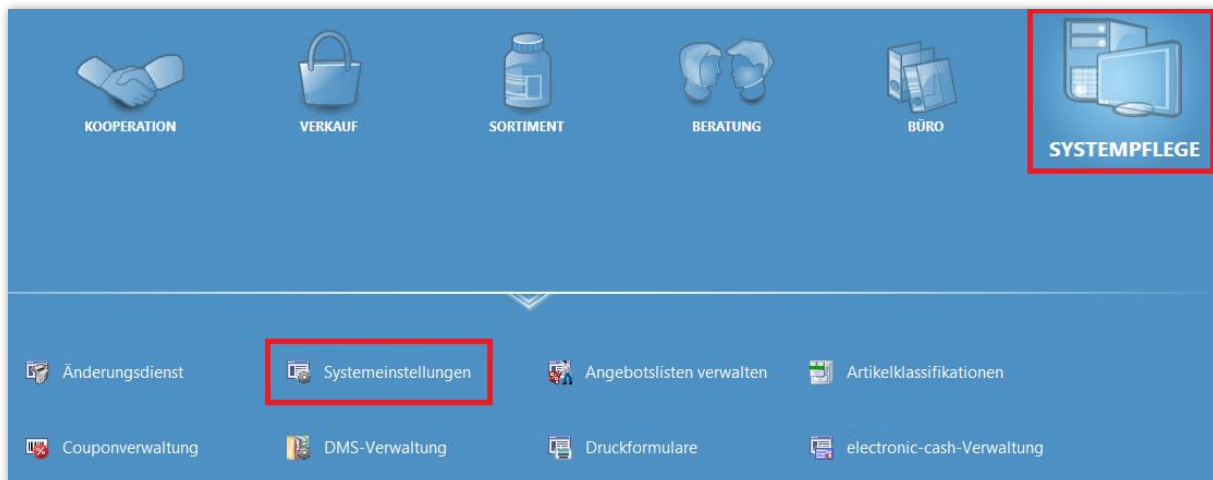 KOOPERATION
VERKAUF
SORTIMENT
BERATUNG
BÜRO
SYSTEMPFLEGE
Änderungsdienst
Systemeinstellungen
Angebotslisten verwalten
Artikelklassifikationen
Couponverwaltung
DMS-Verwaltung
Druckformulare
electronic-cash-Verwaltung